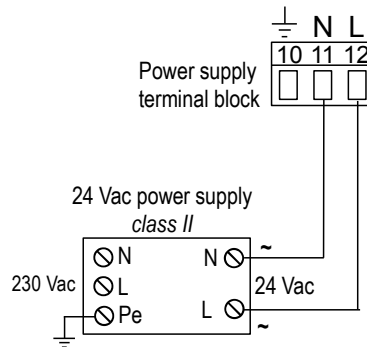 N L
10 11 12
Power supply
terminal block
24 Vac power supply
class II
N
L
Pe
230 Vac
N ~
L ~
24 Vac